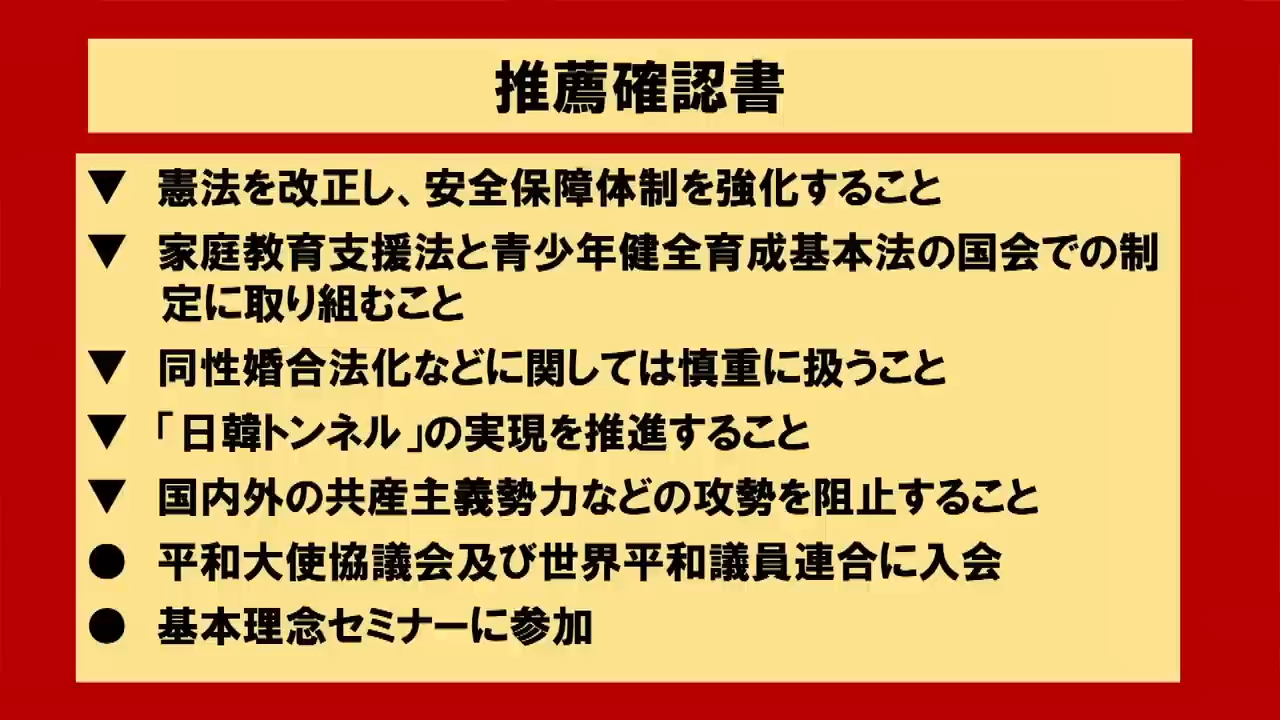 推薦確認書
▼ 憲法を改正し、安全保障体制を強化すること
▼ 家庭教育支援法と青少年健全育成基本法の国会での制
定に取り組むこと
▼ 同性婚合法化などに関しては慎重に扱うこと
▼ 「日韓トンネル」の実現を推進すること
▼ 国内外の共産主義勢力などの攻勢を阻止すること
● 平和大使協議会及び世界平和議員連合に入会
● 基本理念セミナーに参加